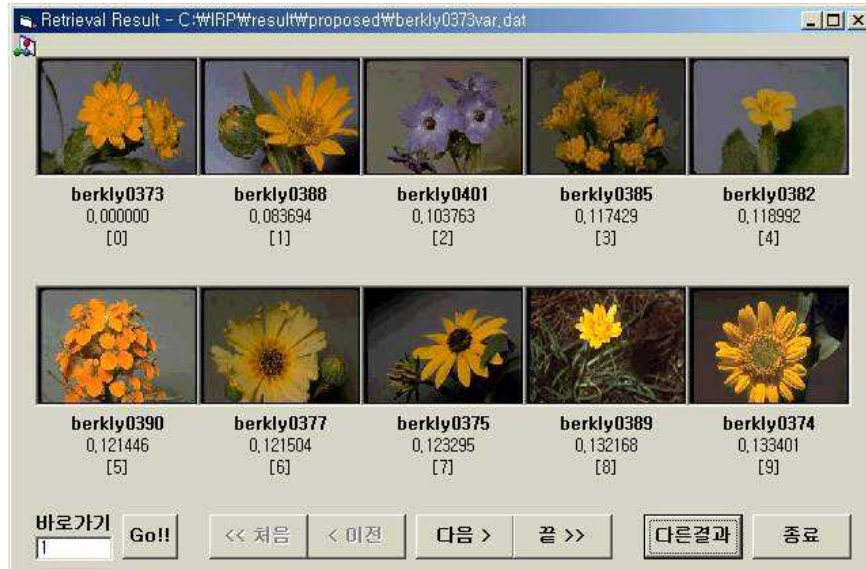 Retrieval Result - C:₩IRP₩result₩proposed₩berkly0373var.dat
berkly0373 berkly0388 berkly0401 berkly0385 berkly0382
0,000000 0,083694 0,103763 0,117429 0,118992
[0] [1] [2] [3] [4]
berkly0390 berkly0377 berkly0375 berkly0389 berkly0374
0,121446 0,121504 0,123295 0,132168 0,133401
[5] [6] [7] [8] [9]
바로가기
1 Go!! << 처음 < 이전 다음 > 끝 >> 다른결과 종료